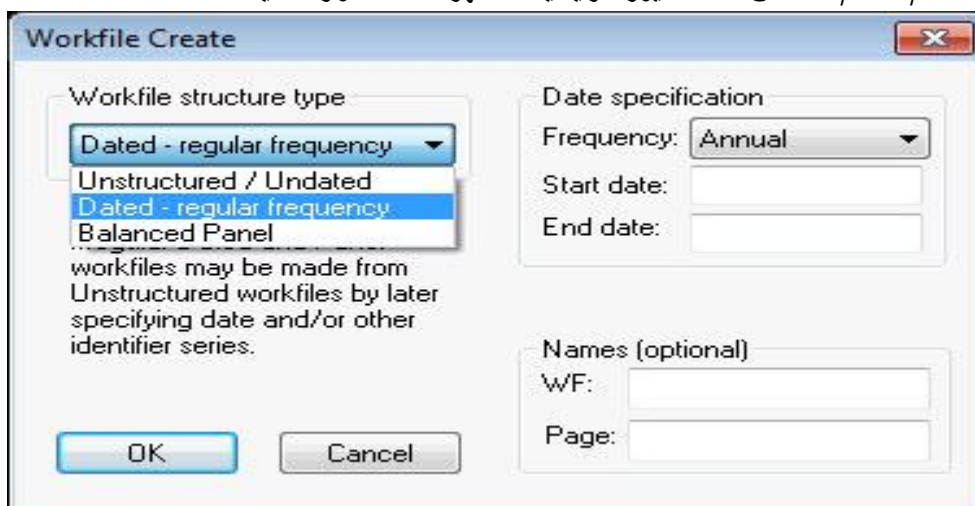 Workfile Create
Workfile structure type
Dated - regular frequency
Unstructured / Undated
Dated - regular frequency
Balanced Panel
workfiles may be made from
Unstructured workfiles by later
specifying date and/or other
identifier series.
OK
Cancel
Date specification
Frequency: Annual
Start date:
End date:
Names (optional)
WF:
Page: